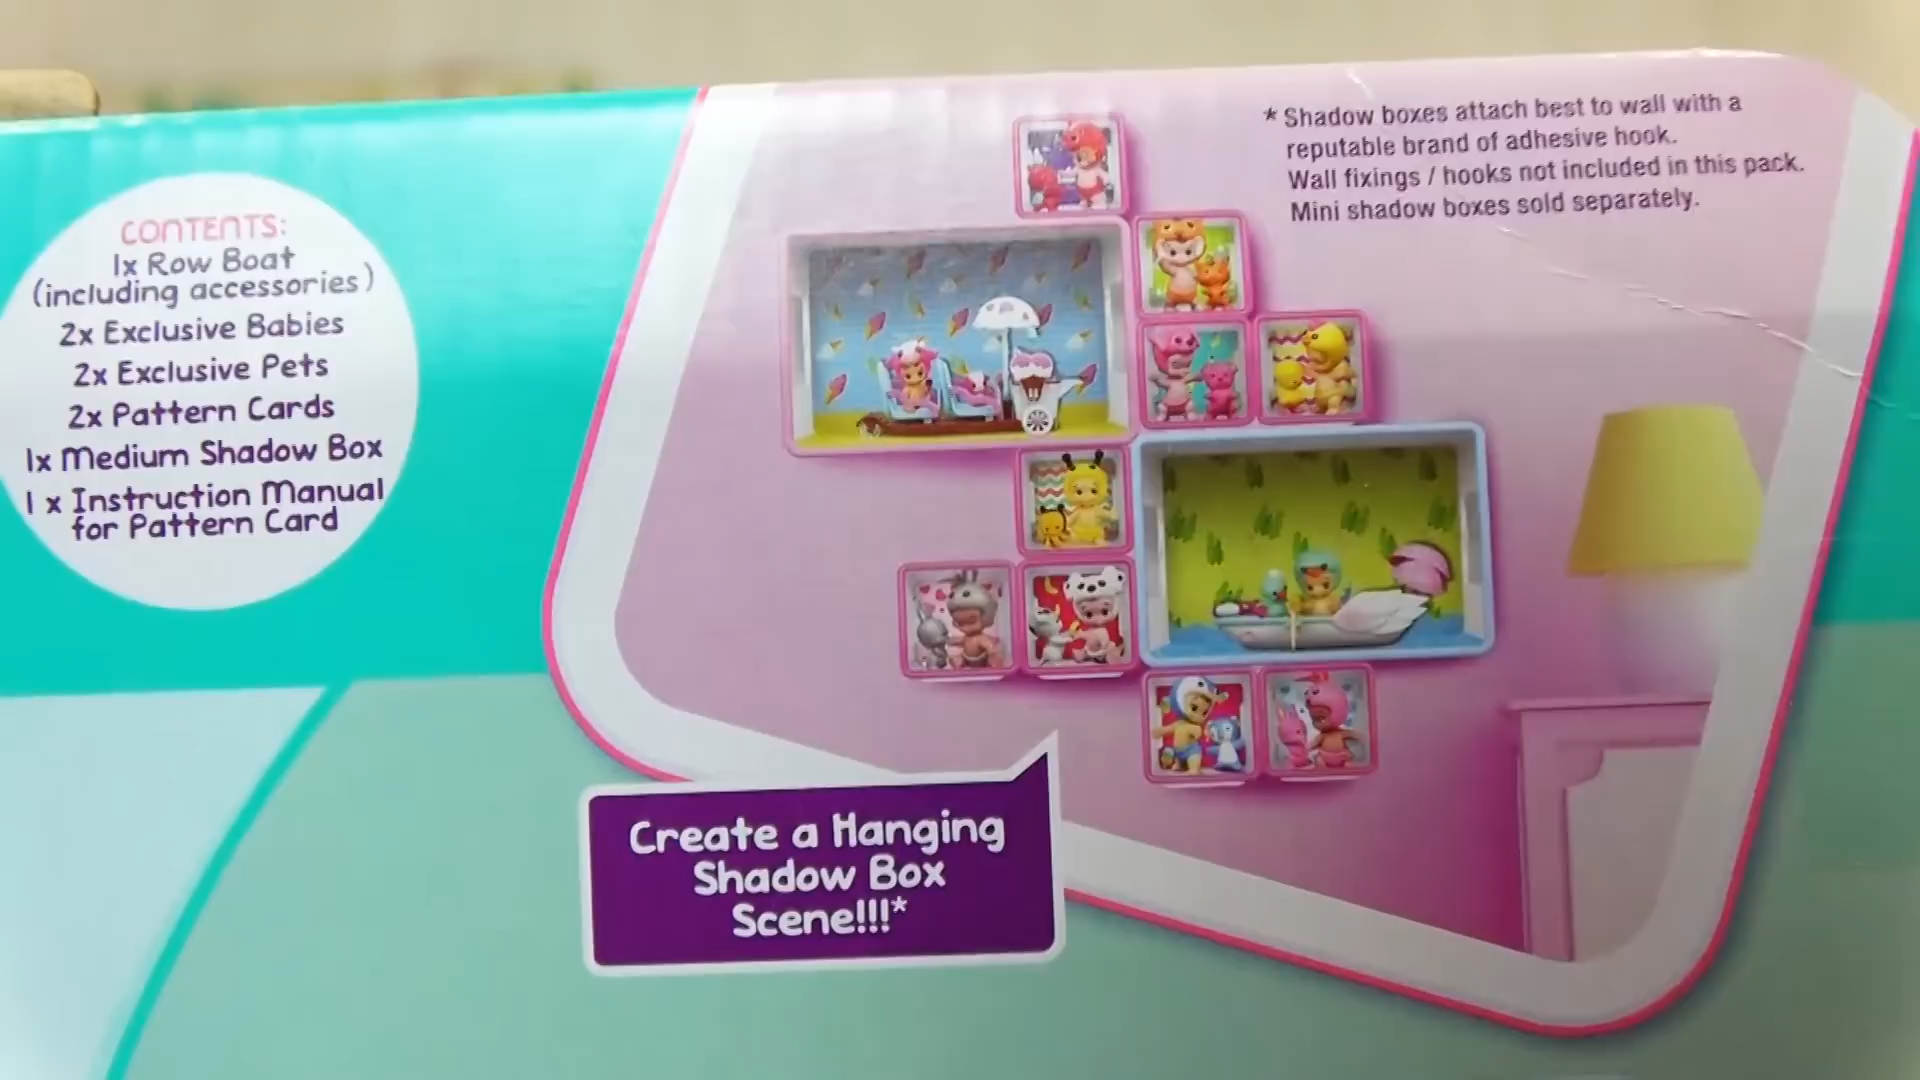 CONTENTS:
1x Row Boat
(including accessories)
2x Exclusive Babies
2x Exclusive Pets
2x Pattern Cards
1x Medium Shadow Box
1 x Instruction Manual
for Pattern Card
* Shadow boxes attach best to wall with a
reputable brand of adhesive hook.
Wall fixings / hooks not included in this pack.
Mini shadow boxes sold separately.
Create a Hanging
Shadow Box
Scene!!!*